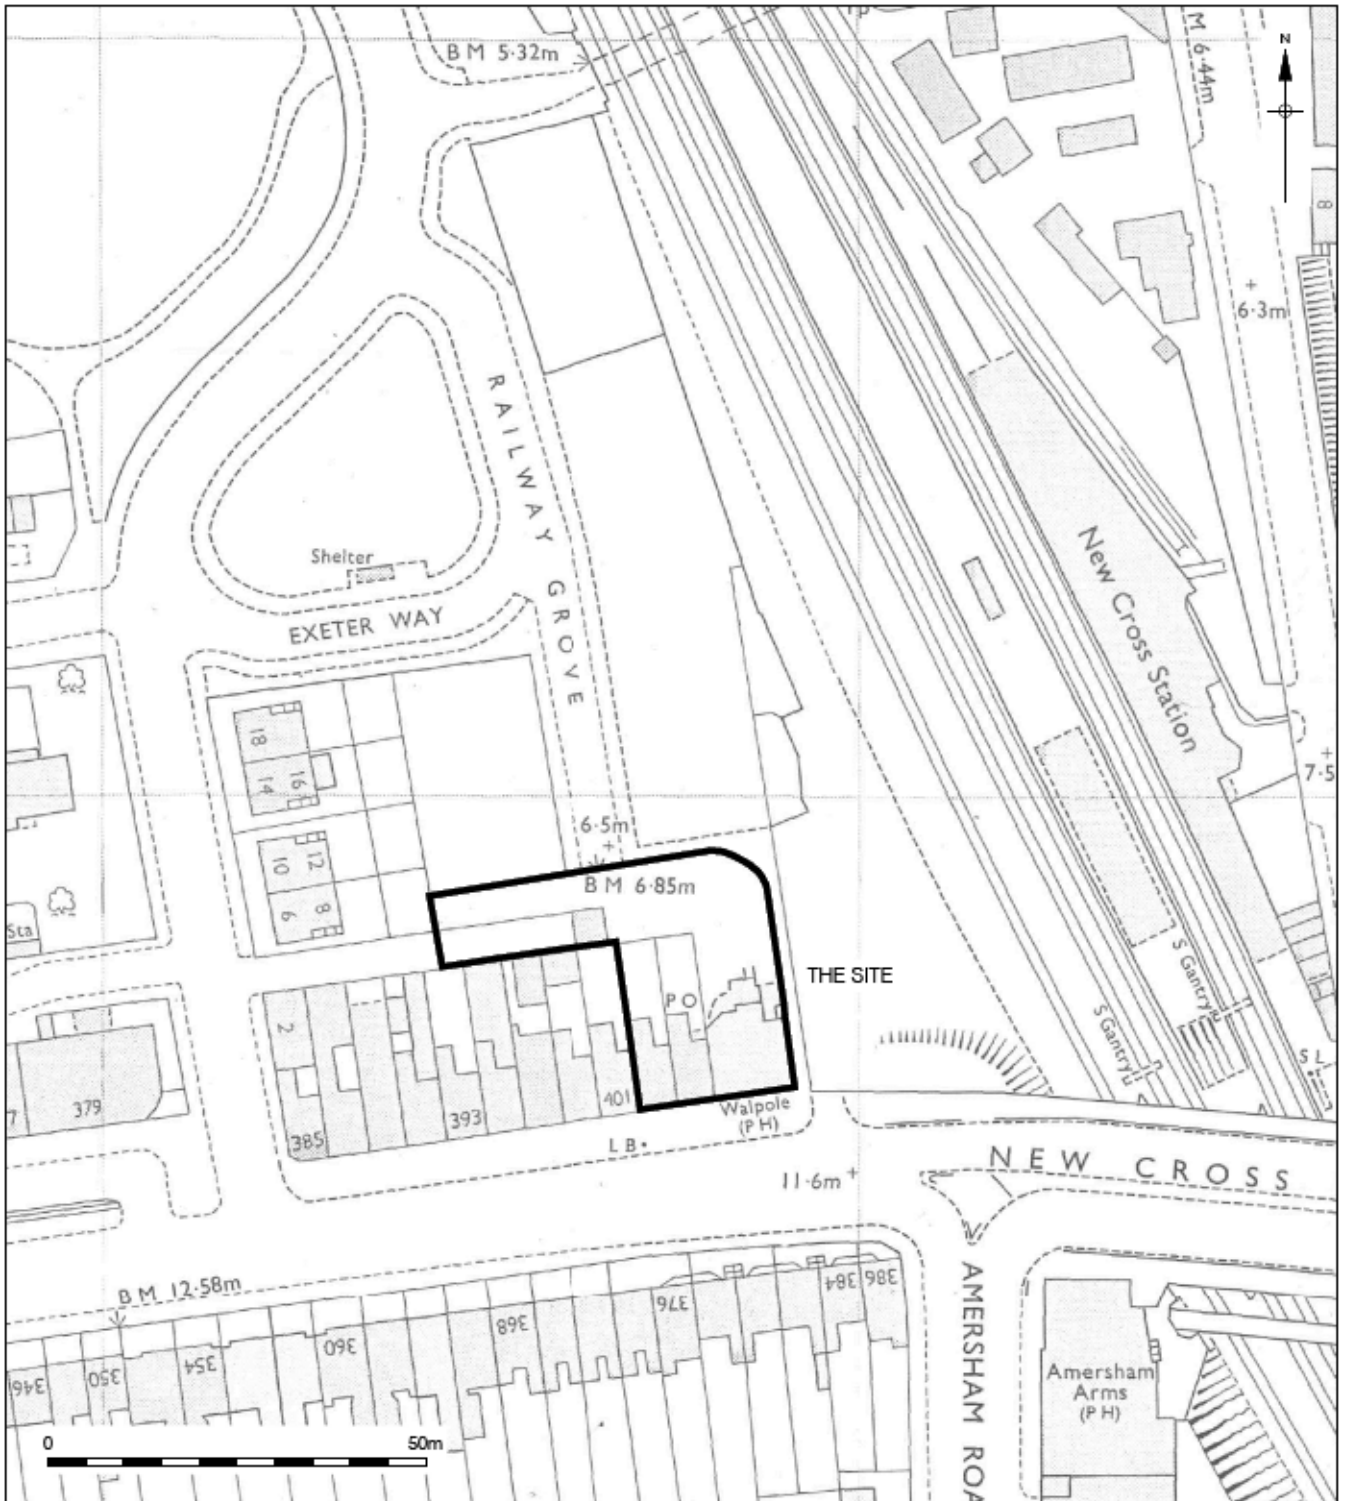 B M 5·32m
M 6·44m
N
8
6·3m
RAILWAY GROVE
Shelter
EXETER WAY
New Cross Station
18
16
14
7·5
6·5m
12
10
8
6
B M 6·85m
Sta
THE SITE
P O
S Gantry
S Gantry
S L
2
7
379
385
393
401
Walpole
(P H)
L B
11·6m
NEW CROSS
B M 12·58m
346
350
354
360
368
376
384
386
AMERSHAM ROA
Amersham
Arms
(P H)
0
50m